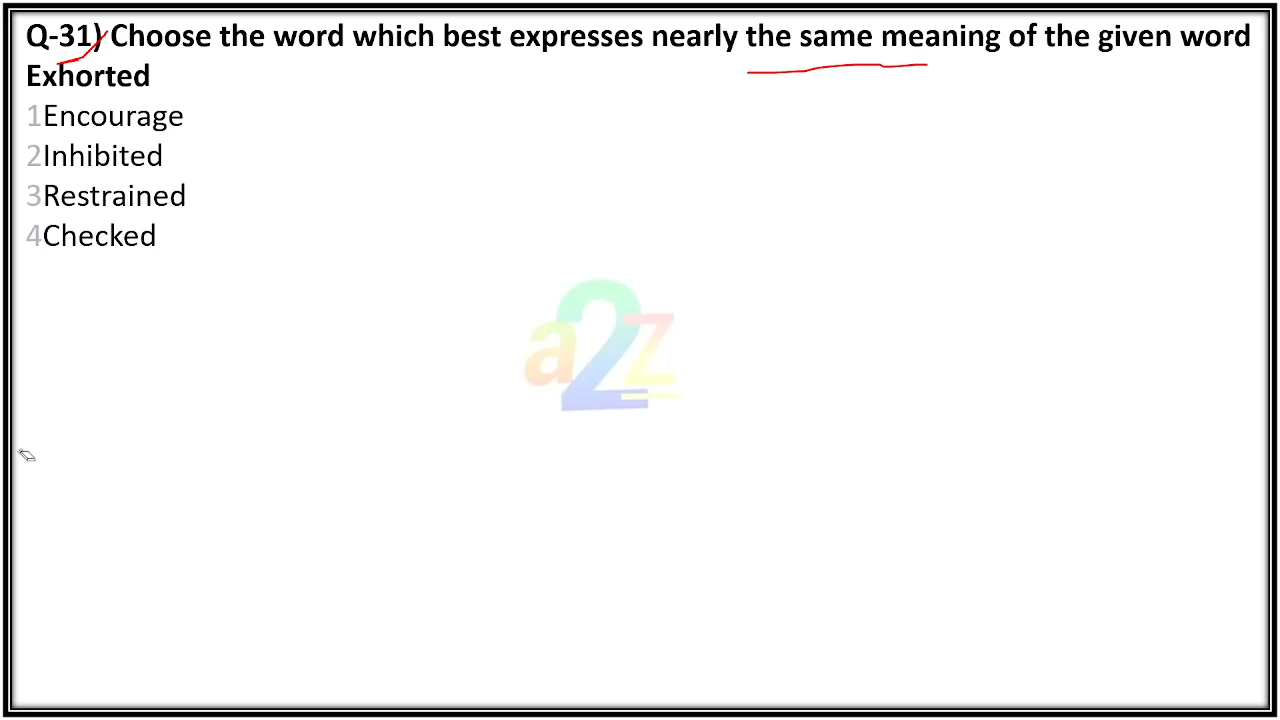 Q-31) Choose the word which best expresses nearly the same meaning of the given word
Exhorted
1Encourage
2Inhibited
3Restrained
4Checked
a2z